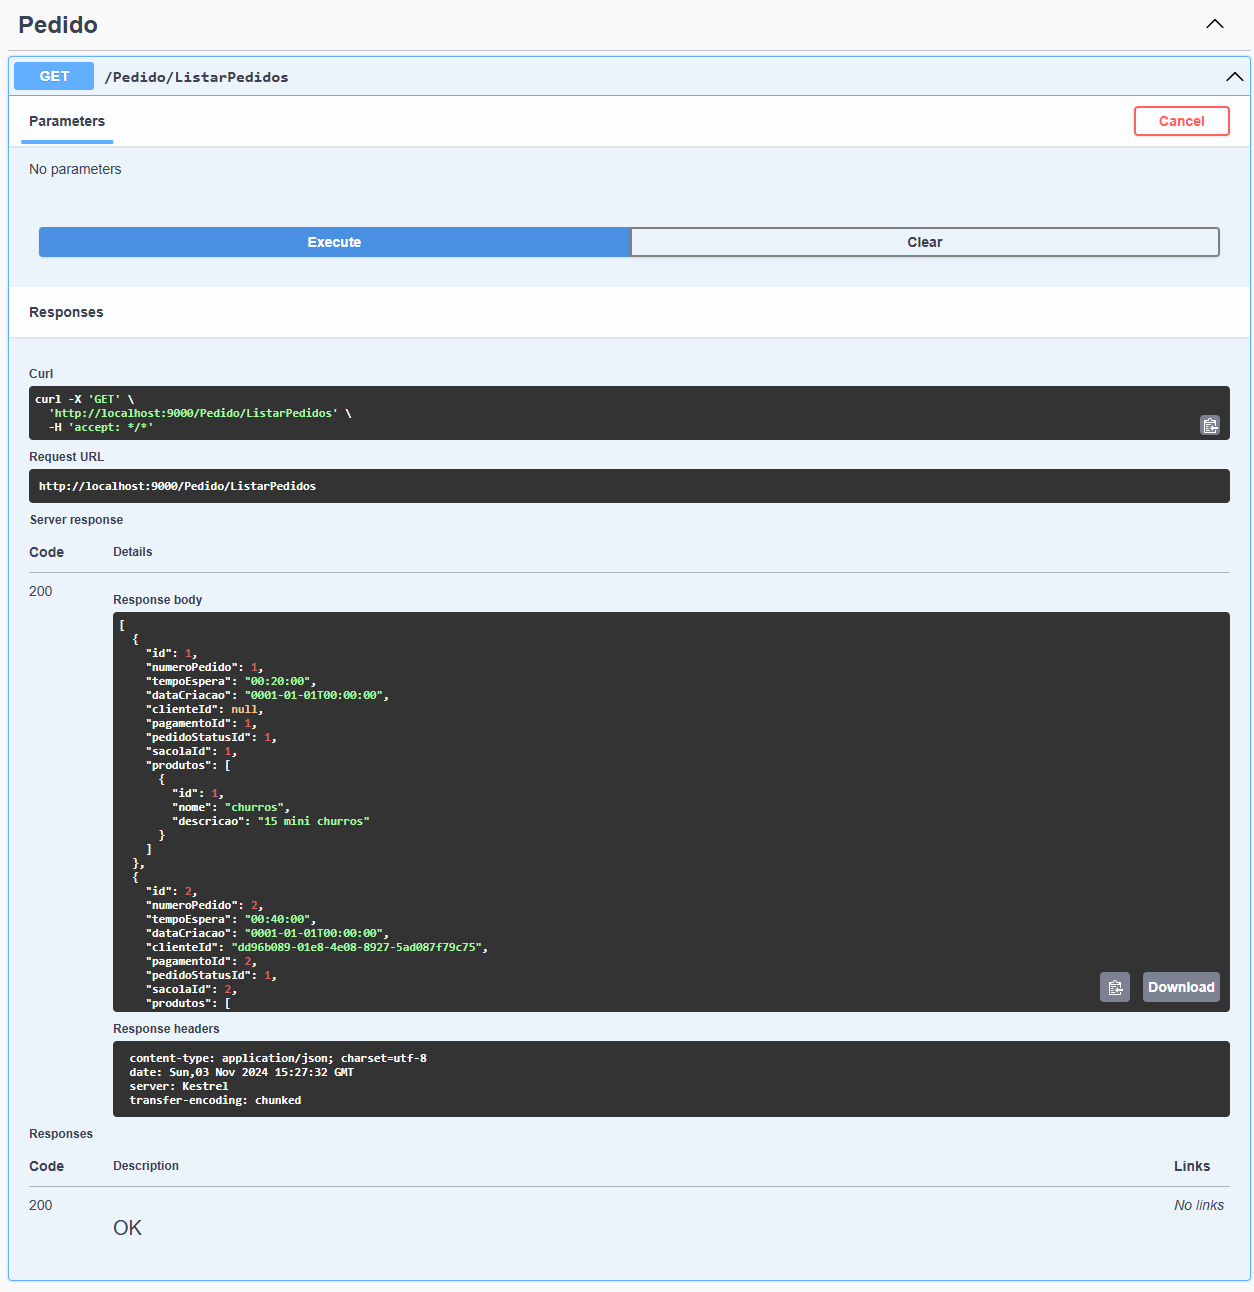 Pedido
GET /Pedido/ListarPedidos
Parameters
Cancel
No parameters
Execute
Clear
Responses
Curl
curl -X 'GET' \
  'http://localhost:9000/Pedido/ListarPedidos' \
  -H 'accept: */*'
Request URL
http://localhost:9000/Pedido/ListarPedidos
Server response
Code Details
200
Response body
[
  {
    "id": 1,
    "numeroPedido": 1,
    "tempoEspera": "00:20:00",
    "dataCriacao": "0001-01-01T00:00:00",
    "clienteId": null,
    "pagamentoId": 1,
    "pedidoStatusId": 1,
    "sacolaId": 1,
    "produtos": [
      {
        "id": 1,
        "nome": "churros",
        "descricao": "15 mini churros"
      }
    ]
  },
  {
    "id": 2,
    "numeroPedido": 2,
    "tempoEspera": "00:40:00",
    "dataCriacao": "0001-01-01T00:00:00",
    "clienteId": "dd96b089-01e8-4e08-8927-5ad087f79c75",
    "pagamentoId": 2,
    "pedidoStatusId": 1,
    "sacolaId": 2,
    "produtos": [
Download
Response headers
content-type: application/json; charset=utf-8
date: Sun,03 Nov 2024 15:27:32 GMT
server: Kestrel
transfer-encoding: chunked
Responses
Code Description Links
200 No links
OK